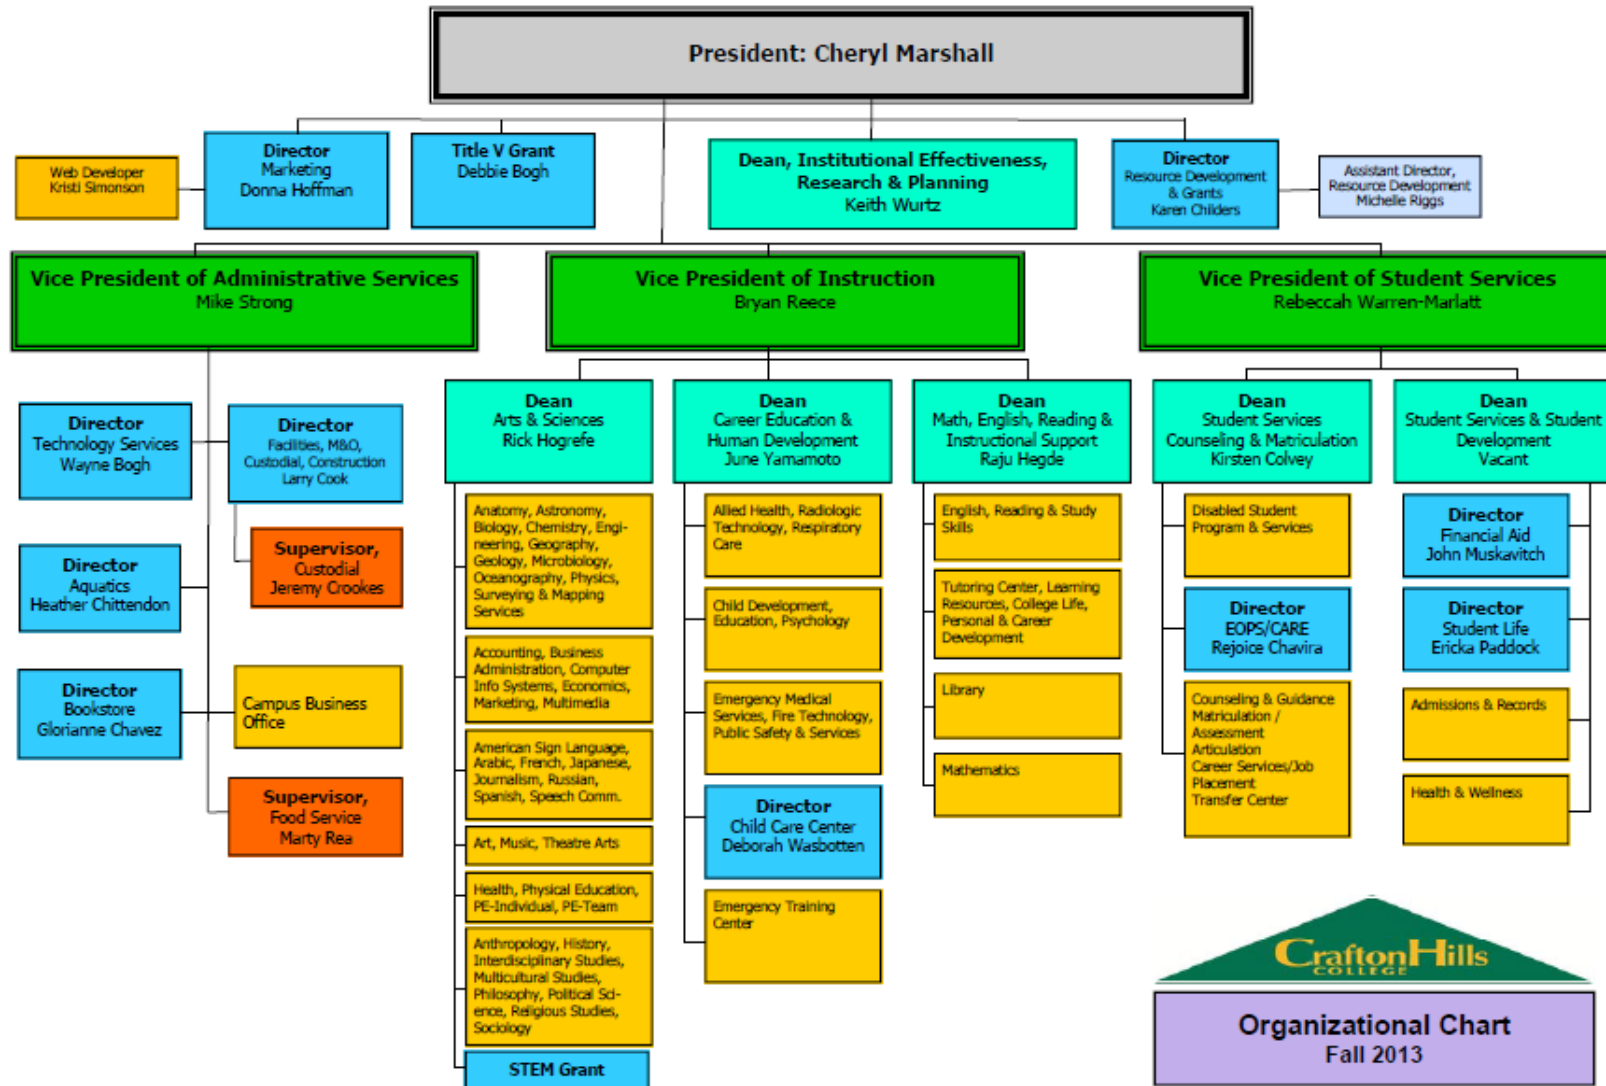 President: Cheryl Marshall
Web Developer
Kristi Simonson
Director
Marketing
Donna Hoffman
Title V Grant
Debbie Bogh
Dean, Institutional Effectiveness,
Research & Planning
Keith Wurtz
Director
Resource Development
& Grants
Karen Childers
Assistant Director,
Resource Development
Michelle Riggs
Vice President of Administrative Services
Mike Strong
Vice President of Instruction
Bryan Reece
Vice President of Student Services
Rebeccah Warren-Marlatt
Director
Technology Services
Wayne Bogh
Director
Facilities, M&O,
Custodial, Construction
Larry Cook
Supervisor,
Custodial
Jeremy Crookes
Director
Aquatics
Heather Chittendon
Director
Bookstore
Glorianne Chavez
Campus Business
Office
Supervisor,
Food Service
Marty Rea
Dean
Arts & Sciences
Rick Hogrefe
Anatomy, Astronomy,
Biology, Chemistry, Engi-
neering, Geography,
Geology, Microbiology,
Oceanography, Physics,
Surveying & Mapping
Services
Accounting, Business
Administration, Computer
Info Systems, Economics,
Marketing, Multimedia
American Sign Language,
Arabic, French, Japanese,
Journalism, Russian,
Spanish, Speech Comm.
Art, Music, Theatre Arts
Health, Physical Education,
PE-Individual, PE-Team
Anthropology, History,
Interdisciplinary Studies,
Multicultural Studies,
Philosophy, Political Sci-
ence, Religious Studies,
Sociology
STEM Grant
Dean
Career Education &
Human Development
June Yamamoto
Allied Health, Radiologic
Technology, Respiratory
Care
Child Development,
Education, Psychology
Emergency Medical
Services, Fire Technology,
Public Safety & Services
Director
Child Care Center
Deborah Wasbotten
Emergency Training
Center
Dean
Math, English, Reading &
Instructional Support
Raju Hegde
English, Reading & Study
Skills
Tutoring Center, Learning
Resources, College Life,
Personal & Career
Development
Library
Mathematics
Dean
Student Services
Counseling & Matriculation
Kirsten Colvey
Disabled Student
Program & Services
Director
EOPS/CARE
Rejoice Chavira
Counseling & Guidance
Matriculation /
Assessment
Articulation
Career Services/Job
Placement
Transfer Center
Dean
Student Services & Student
Development
Vacant
Director
Financial Aid
John Muskavitch
Director
Student Life
Ericka Paddock
Admissions & Records
Health & Wellness
CraftonHills
COLLEGE
Organizational Chart
Fall 2013